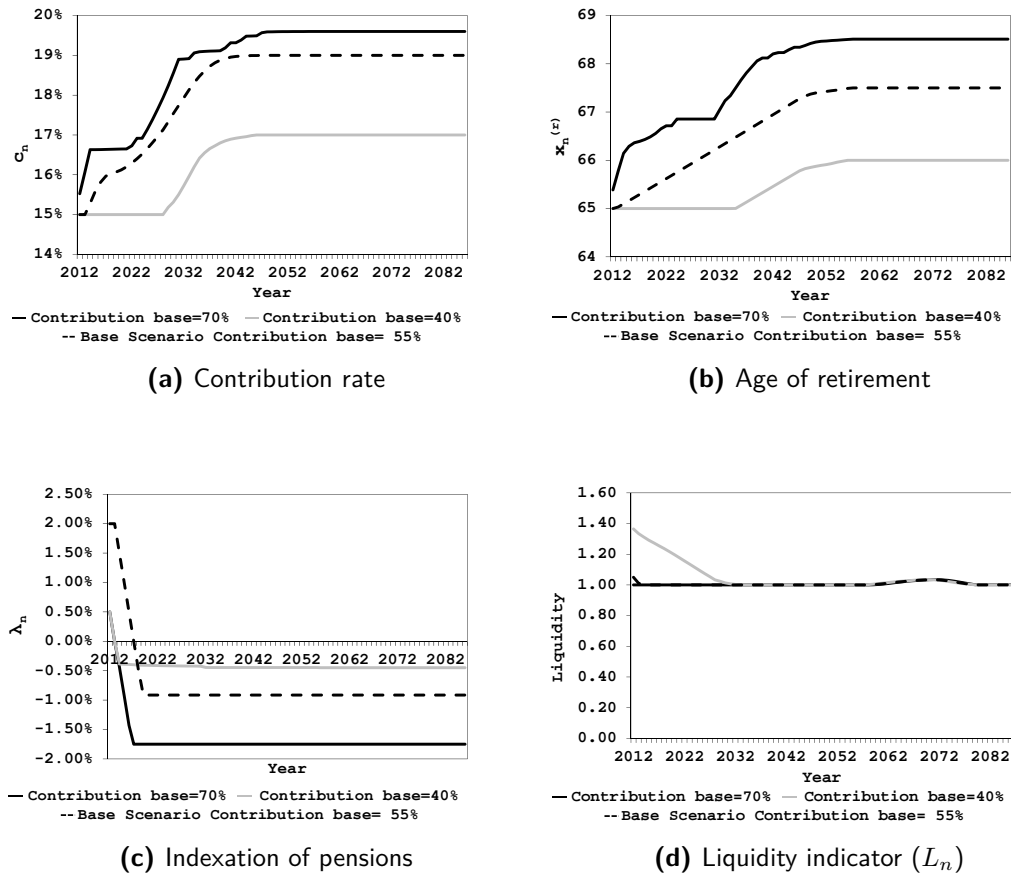 20%
19%
18%
17%
16%
15%
14%
c_n
2012 2022 2032 2042 2052 2062 2072 2082
Year
Contribution base=70% Contribution base=40%
Base Scenario Contribution base= 55%
(a) Contribution rate
70
69
68
67
66
65
64
x_n^(r)
2012 2022 2032 2042 2052 2062 2072 2082
Year
Contribution base=70% Contribution base=40%
Base Scenario Contribution base= 55%
(b) Age of retirement
2.50%
2.00%
1.50%
1.00%
0.50%
0.00%
-0.50%
-1.00%
-1.50%
-2.00%
λ_n
2012 2022 2032 2042 2052 2062 2072 2082
Year
Contribution base=70% Contribution base=40%
Base Scenario Contribution base= 55%
(c) Indexation of pensions
1.60
1.40
1.20
1.00
0.80
0.60
0.40
0.20
0.00
Liquidity
2012 2022 2032 2042 2052 2062 2072 2082
Year
Contribution base=70% Contribution base=40%
Base Scenario Contribution base= 55%
(d) Liquidity indicator (L_n)